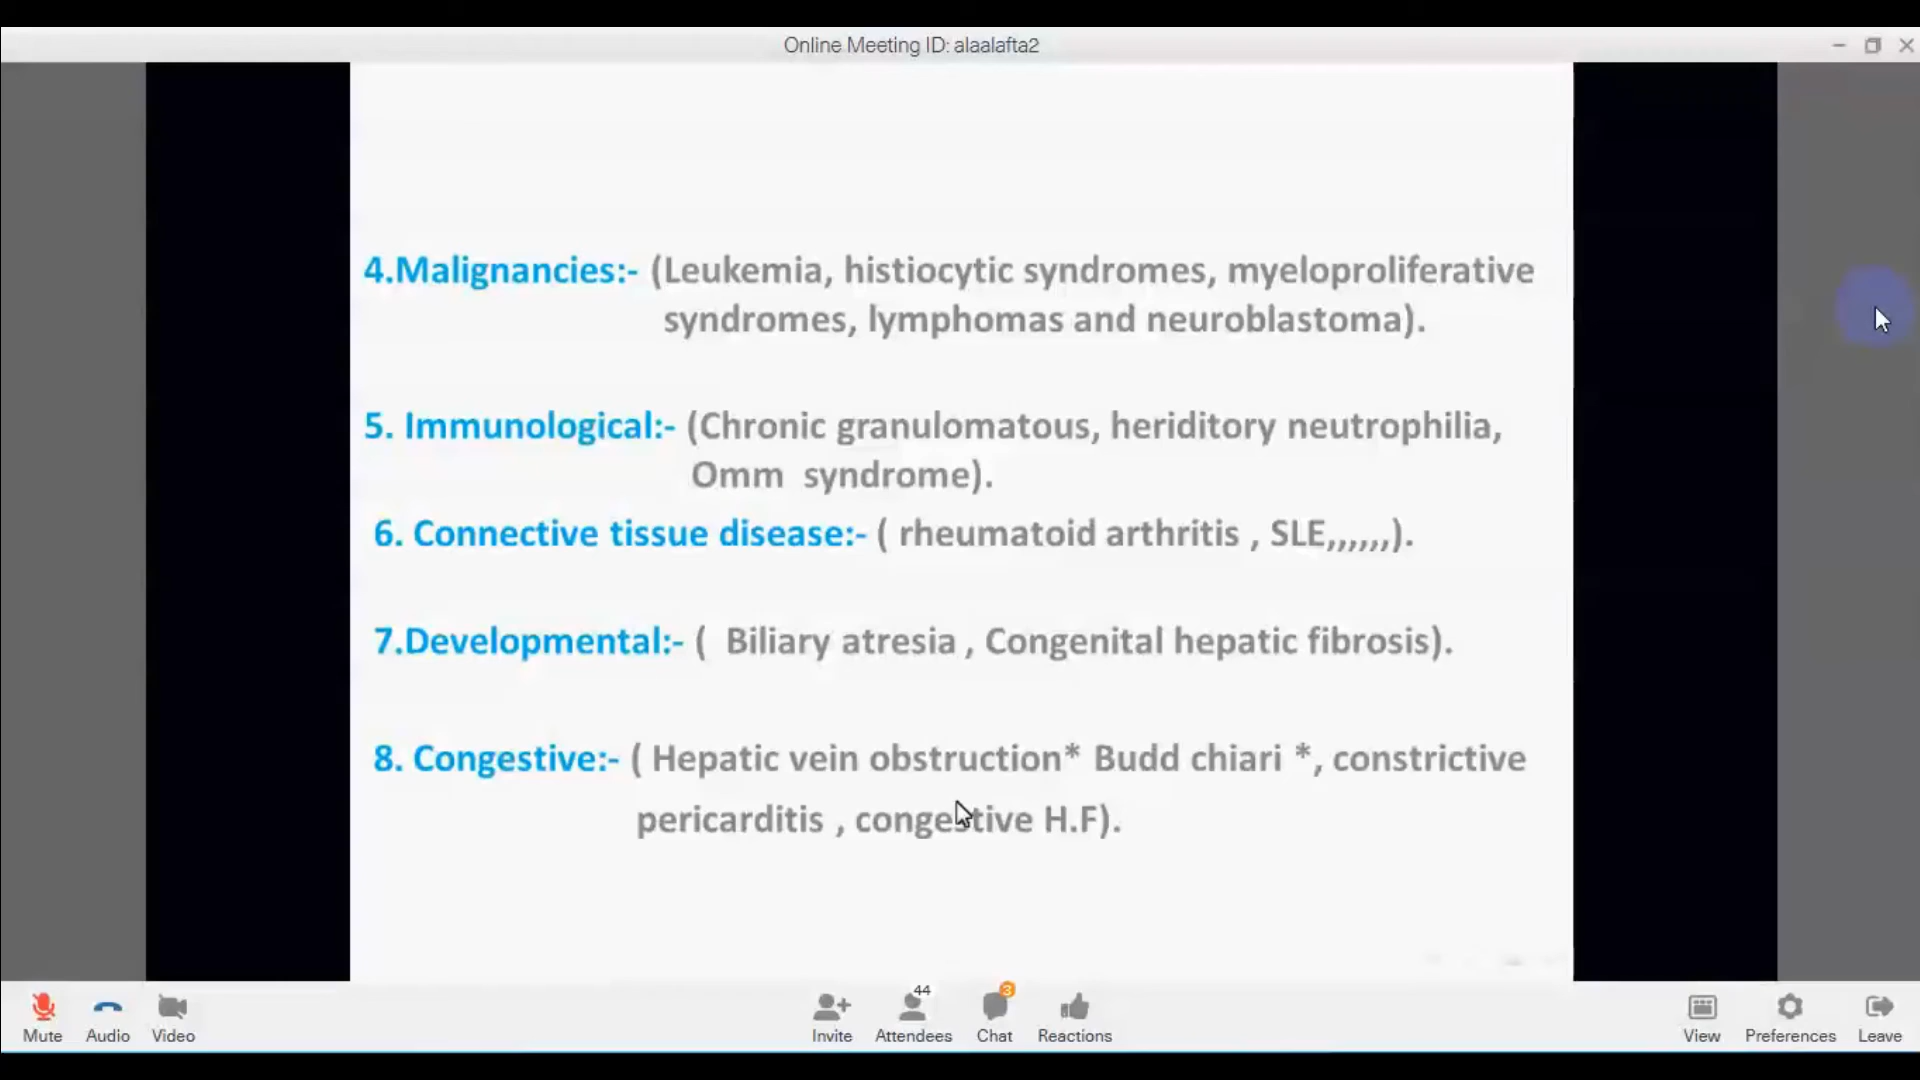 Online Meeting ID: alaalafta2
4.Malignancies:- (Leukemia, histiocytic syndromes, myeloproliferative
syndromes, lymphomas and neuroblastoma).
5. Immunological:- (Chronic granulomatous, heriditory neutrophilia,
Omm syndrome).
6. Connective tissue disease:- ( rheumatoid arthritis , SLE,,,,,,).
7.Developmental:- ( Biliary atresia , Congenital hepatic fibrosis).
8. Congestive:- ( Hepatic vein obstruction* Budd chiari *, constrictive
pericarditis , congestive H.F).
44
3
Mute Audio Video Invite Attendees Chat Reactions View Preferences Leave